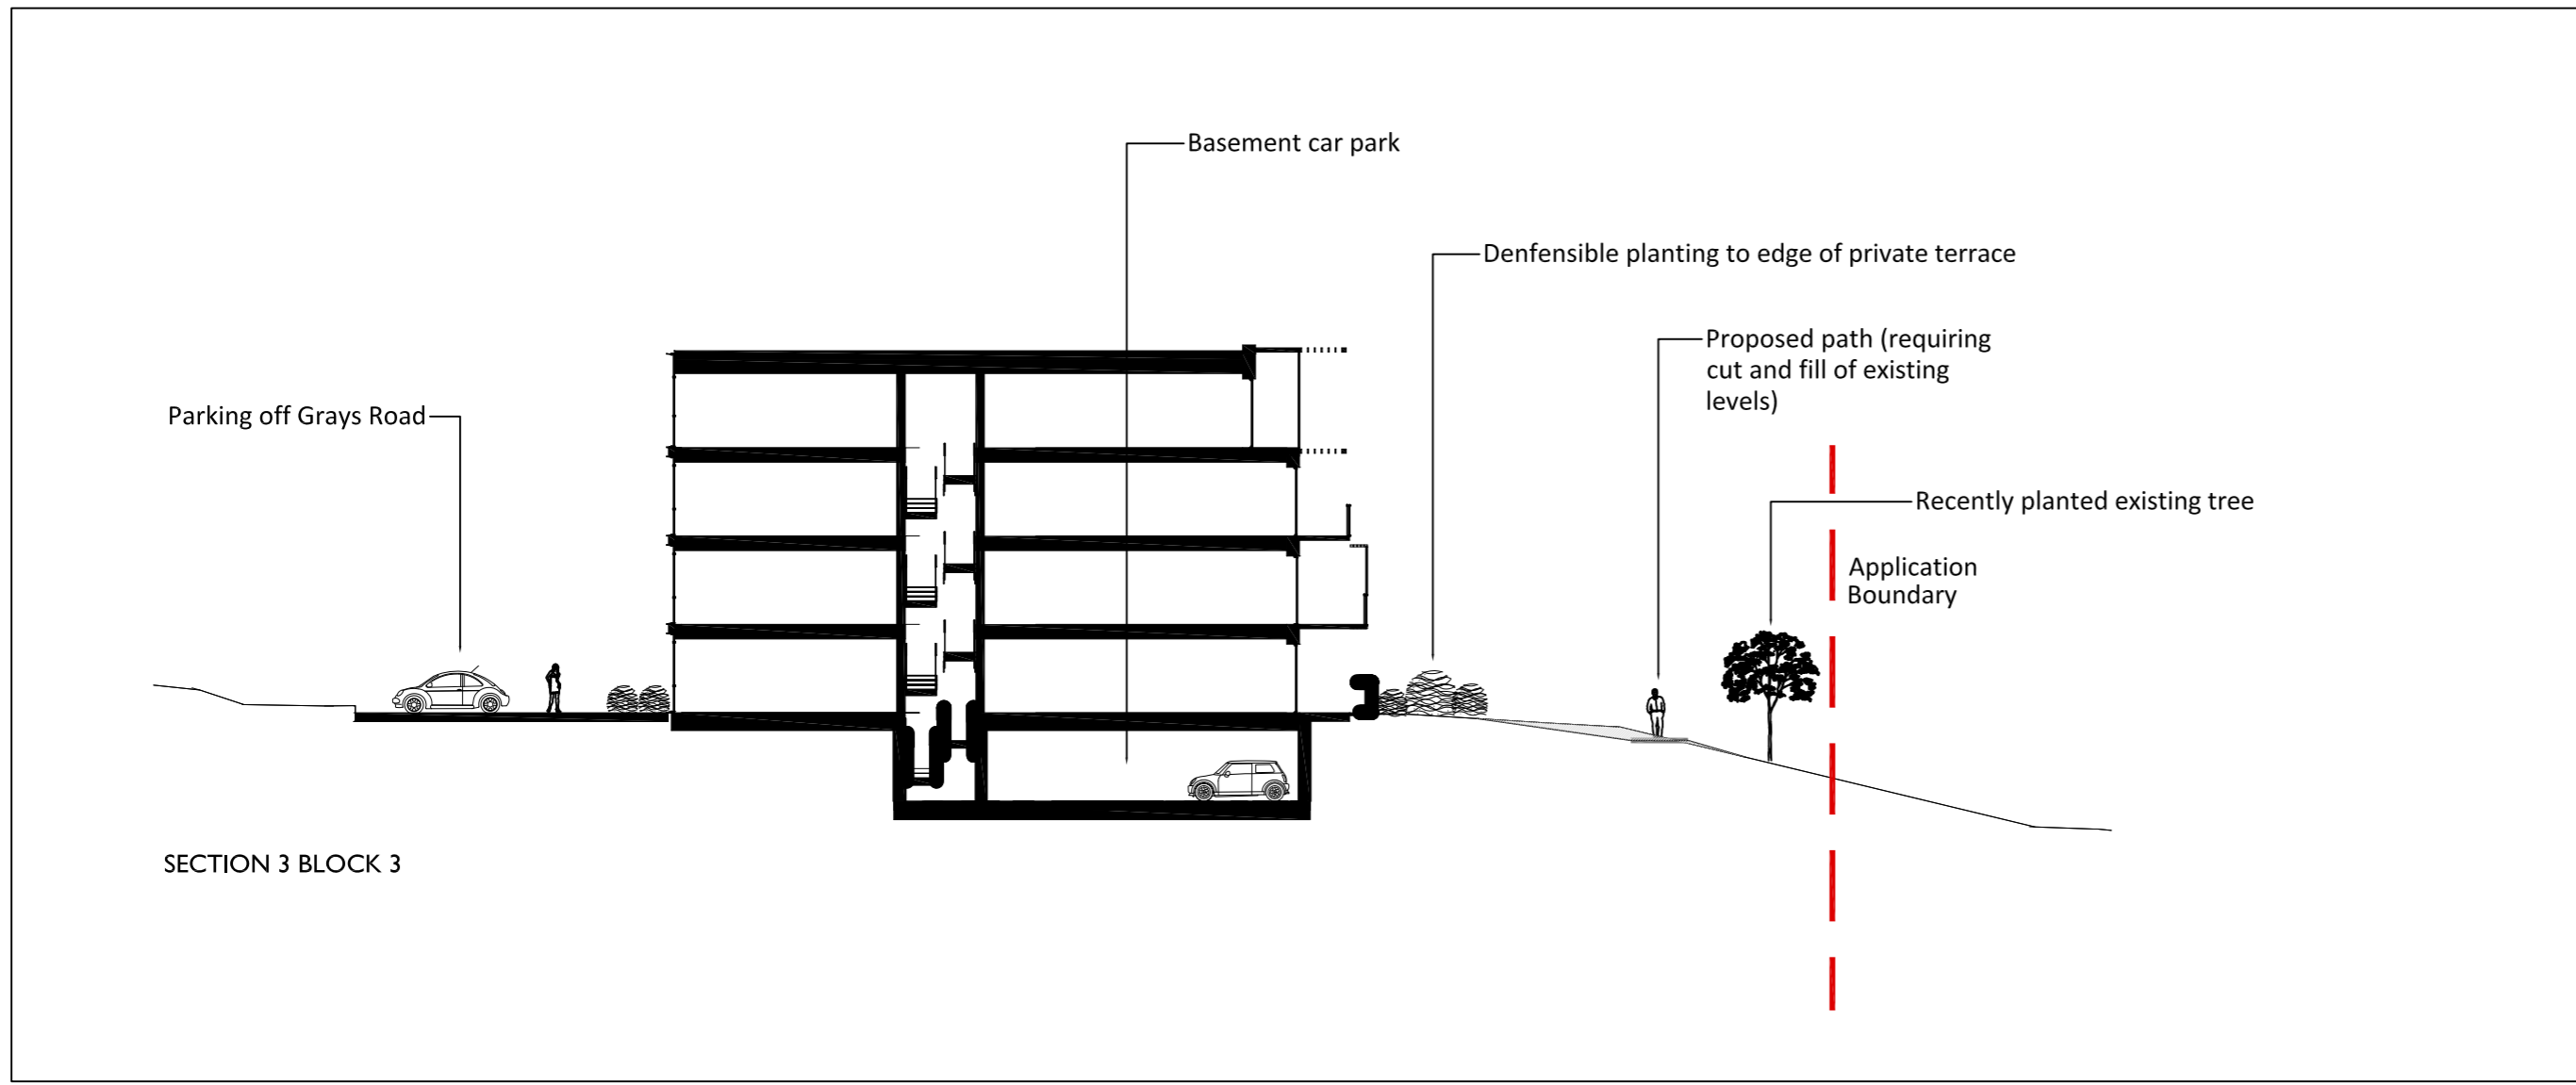 Basement car park
Denfensible planting to edge of private terrace
Proposed path (requiring
cut and fill of existing
levels)
Parking off Grays Road
Recently planted existing tree
Application
Boundary
SECTION 3 BLOCK 3